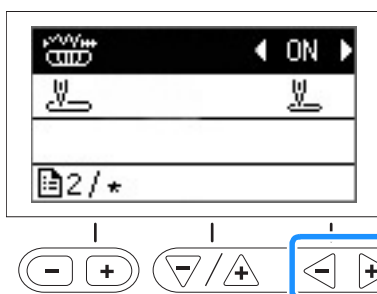 ON
2/*
- + - +